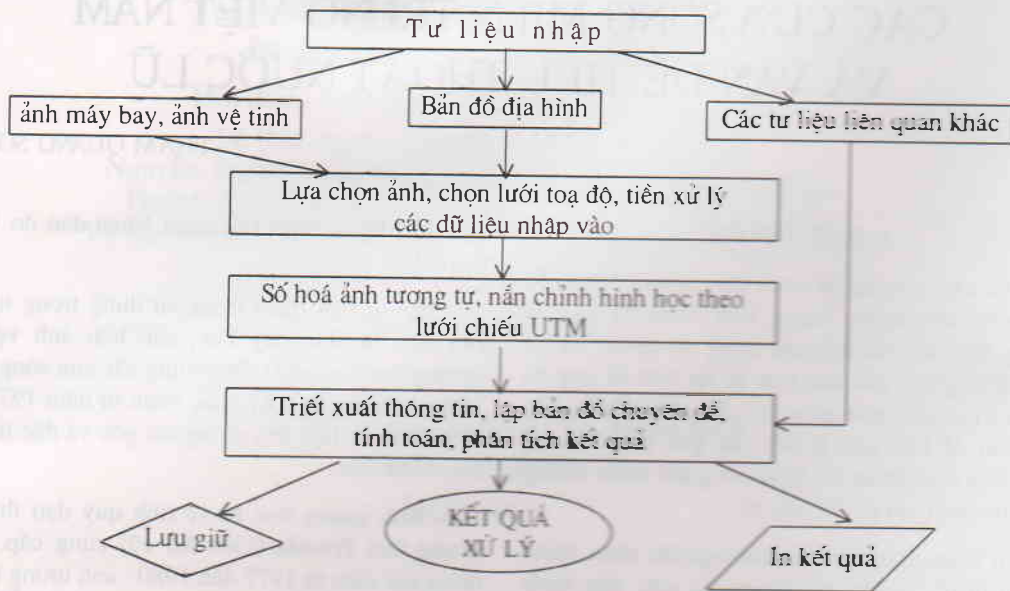 Tư liệu nhập
ảnh máy bay, ảnh vệ tinh
Bản đồ địa hình
Các tư liệu liên quan khác
Lựa chọn ảnh, chọn lưới toạ độ, tiền xử lý
các dữ liệu nhập vào
Số hoá ảnh tương tự, nắn chỉnh hình học theo
lưới chiếu UTM
Triết xuất thông tin, lập bản đồ chuyên đề,
tính toán, phân tích kết quả
Lưu giữ
KẾT QUẢ
XỬ LÝ
In kết quả